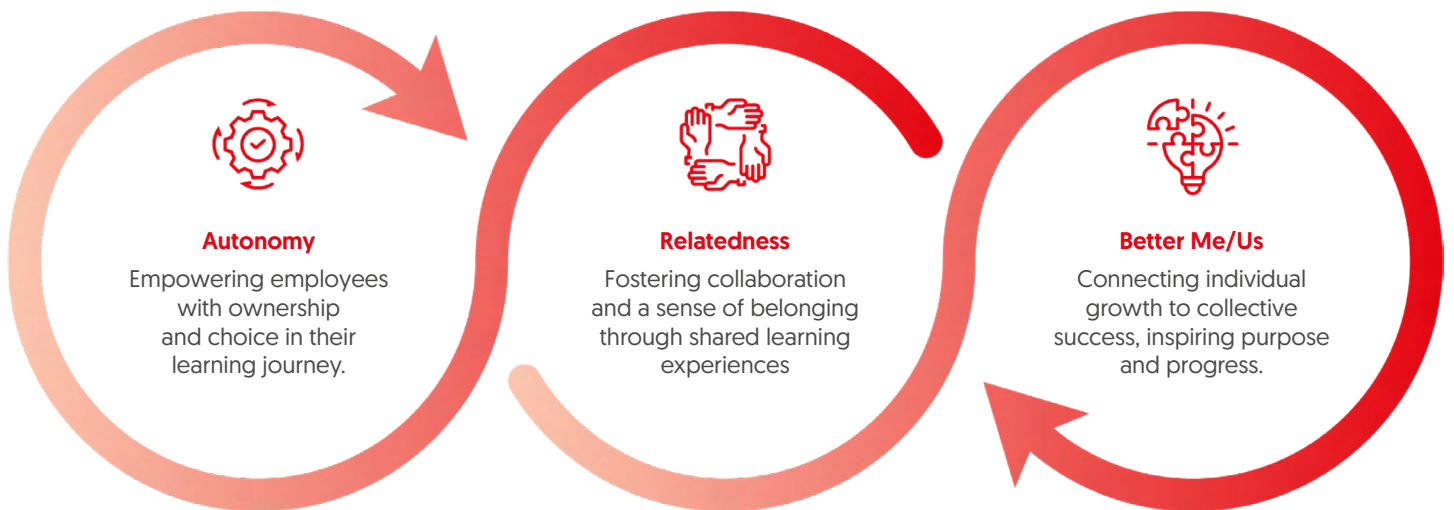 Autonomy
Empowering employees
with ownership
and choice in their
learning journey.
Relatedness
Fostering collaboration
and a sense of belonging
through shared learning
experiences
Better Me/Us
Connecting individual
growth to collective
success, inspiring purpose
and progress.